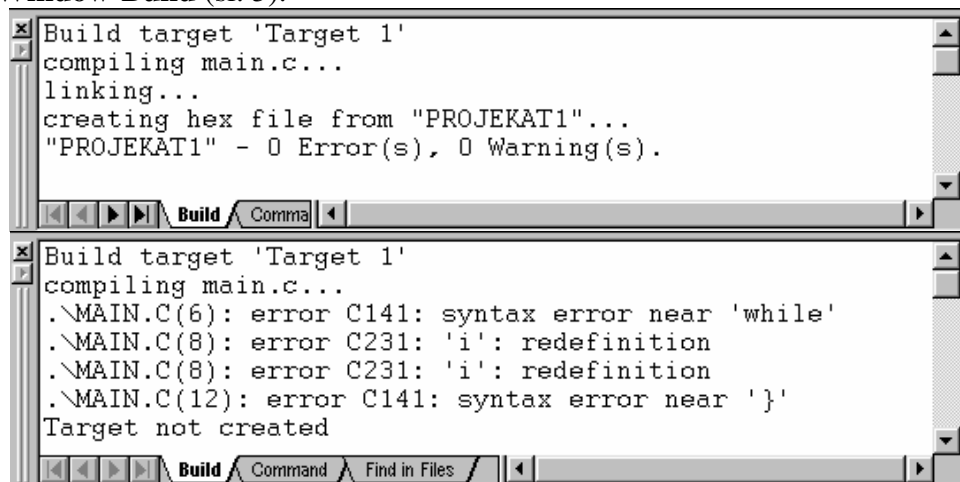 Window Build (sl. 5).
Build target 'Target 1'
compiling main.c...
linking...
creating hex file from "PROJEKAT1"...
"PROJEKAT1" - 0 Error(s), 0 Warning(s).
Build Comma
Build target 'Target 1'
compiling main.c...
.\MAIN.C(6): error C141: syntax error near 'while'
.\MAIN.C(8): error C231: 'i': redefinition
.\MAIN.C(8): error C231: 'i': redefinition
.\MAIN.C(12): error C141: syntax error near '}'
Target not created
Build Command Find in Files